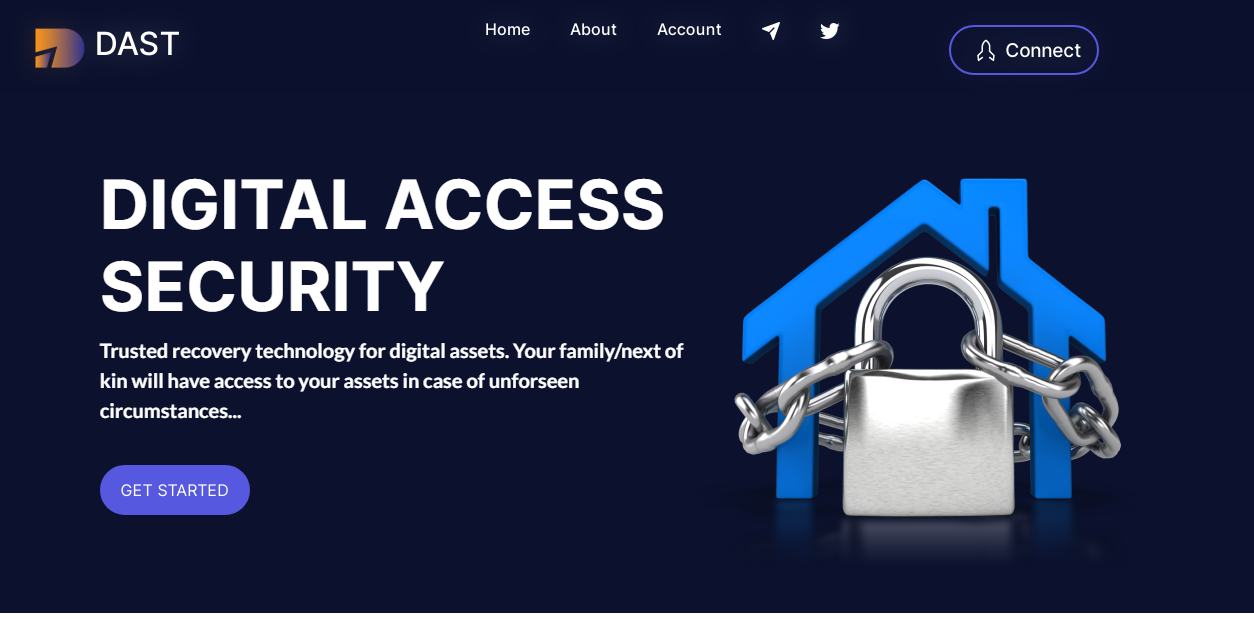 DAST
Home
About
Account
Connect
DIGITAL ACCESS
SECURITY
Trusted recovery technology for digital assets. Your family/next of
kin will have access to your assets in case of unforseen
circumstances...
GET STARTED